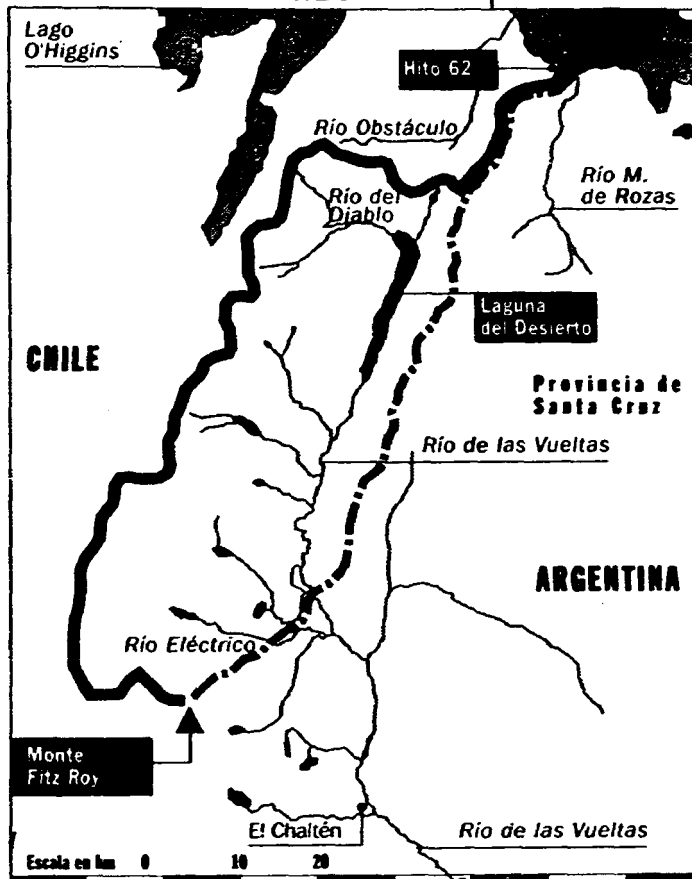 Lago
O'Higgins
Hito 62
Río Obstáculo
Río M.
de Rozas
Río del
Diablo
Laguna
del Desierto
CHILE
Provincia de
Santa Cruz
Río de las Vueltas
ARGENTINA
Río Eléctrico
Monte
Fitz Roy
El Chaltén
Río de las Vueltas
Escala en km 0 10 20